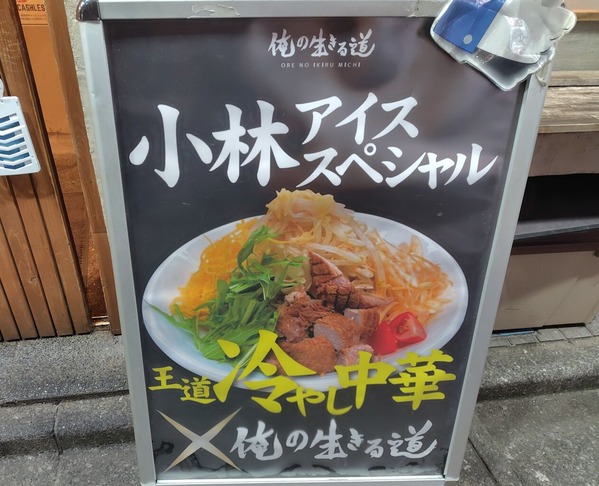 CASHLES
俺の生きる道
ORE NO IKIRU MICHI
小林アイス
スペシャル
王道冷やし中華
×俺の生きる道